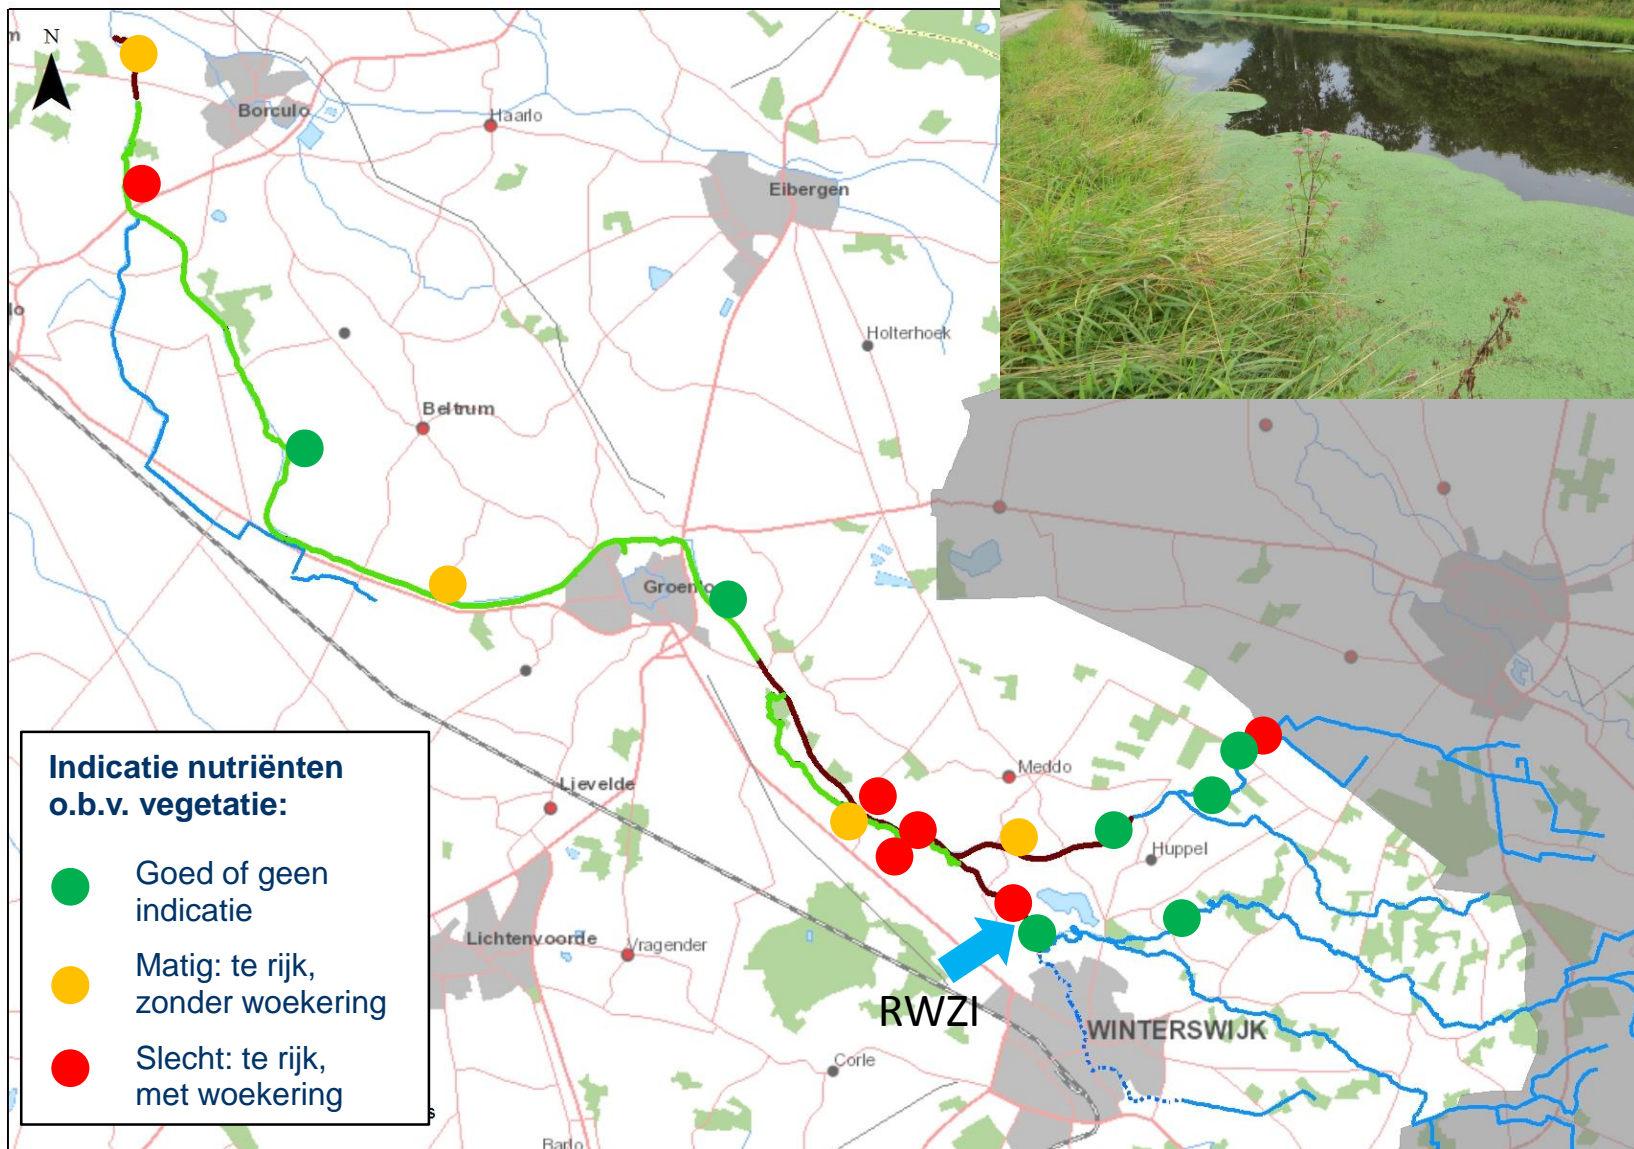 N
Borculo
Haarlo
Eibergen
Holterhoek
Beltrum
Groenlo
Meddo
Huppel
Lievelde
Lichtenvoorde
Vragender
RWZI
WINTERSWIJK
Corle
Barlo
Indicatie nutriënten
o.b.v. vegetatie:
Goed of geen
indicatie
Matig: te rijk,
zonder woekering
Slecht: te rijk,
met woekering